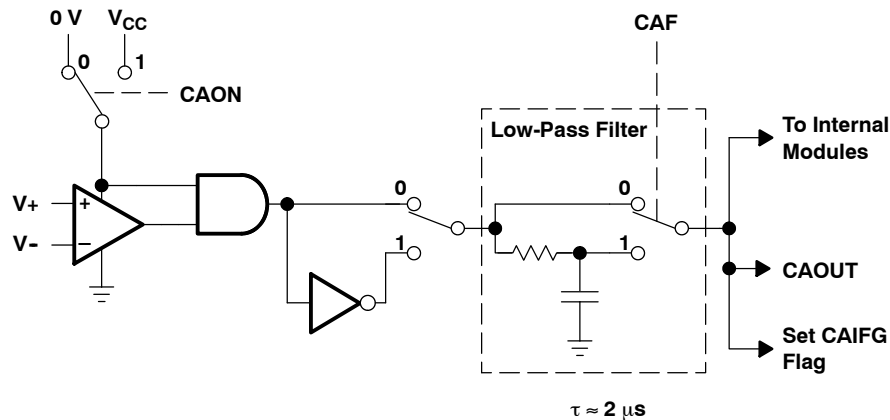 0 V
VCC
0
1
CAON
CAF
Low-Pass Filter
V+
+
V-
−
0
1
0
1
To Internal
Modules
CAOUT
Set CAIFG
Flag
τ ≈ 2 μs